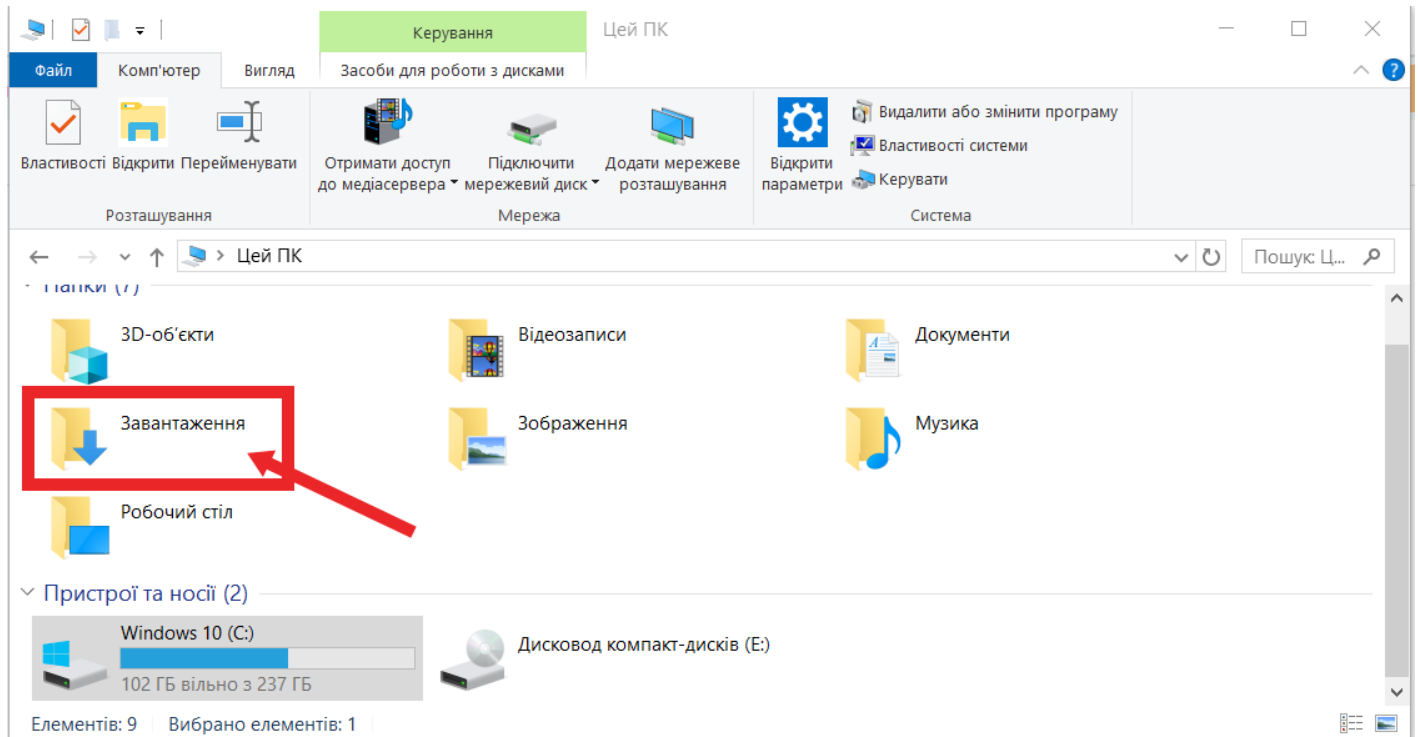 Керування
Цей ПК
Файл
Комп'ютер
Вигляд
Засоби для роботи з дисками
Властивості
Відкрити
Перейменувати
Розташування
Отримати доступ
до медіасервера
Підключити
мережевий диск
Додати мережеве
розташування
Мережа
Відкрити
параметри
Видалити або змінити програму
Властивості системи
Керувати
Система
Цей ПК
Пошук: Ц...
Папки (7)
3D-об'єкти
Відеозаписи
Документи
Завантаження
Зображення
Музика
Робочий стіл
Пристрої та носії (2)
Windows 10 (C:)
102 ГБ вільно з 237 ГБ
Дисковод компакт-дисків (E:)
Елементів: 9
Вибрано елементів: 1